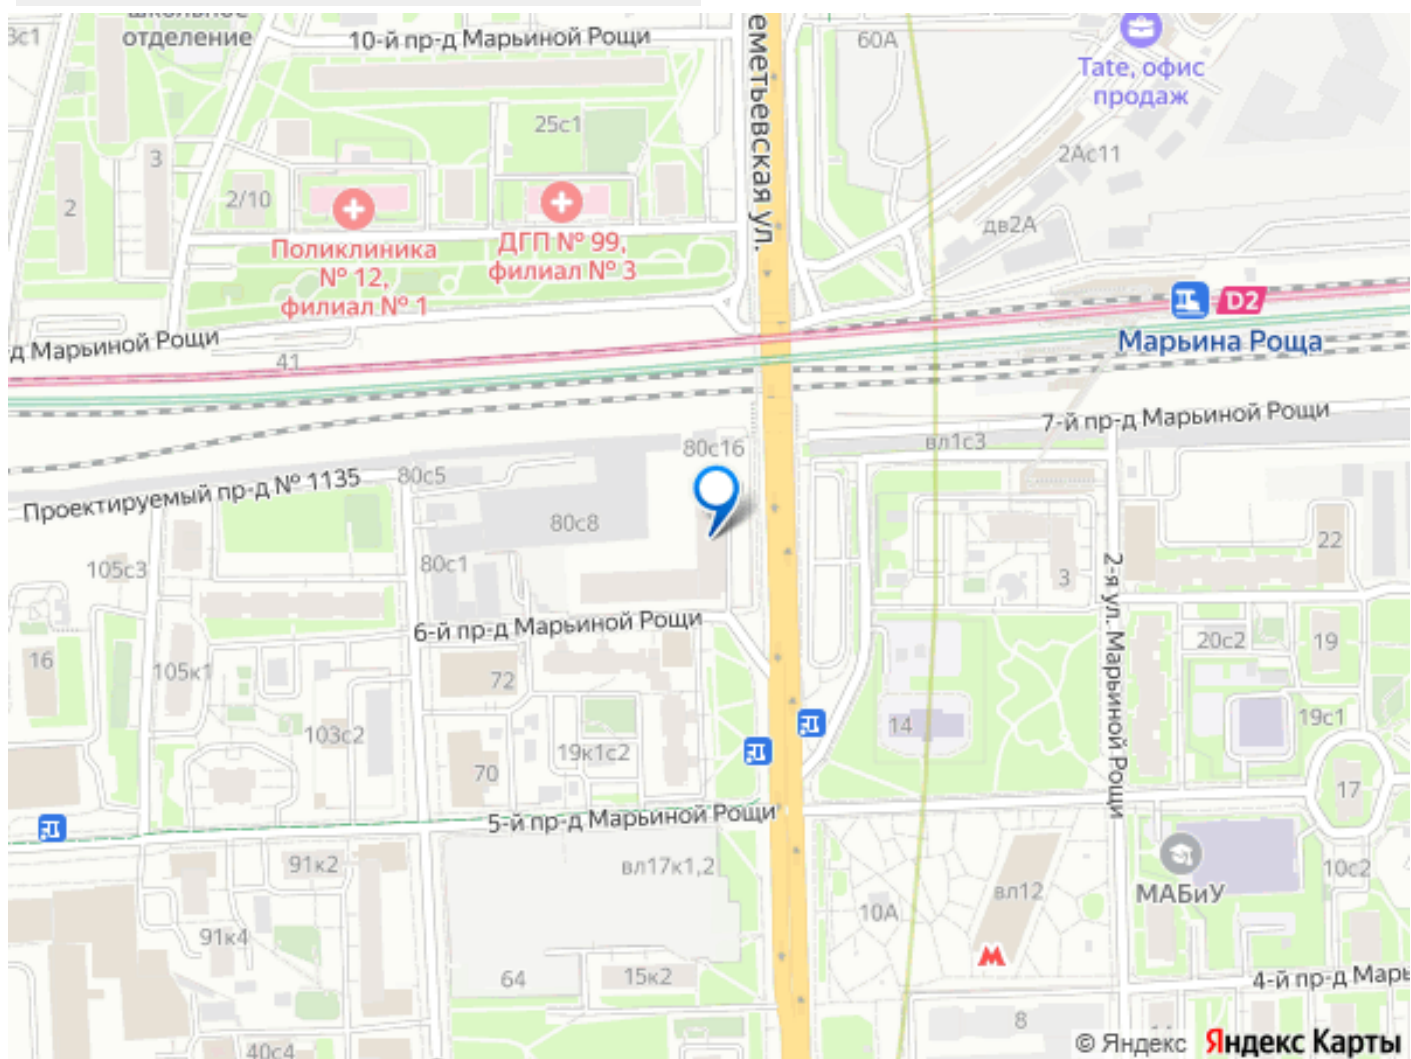 школьное
отделение
3с1
10-й пр-д Марьиной Рощи
60А
Tate, офис
продаж
25с1
2Ас11
3
2
2/10
Поликлиника
№ 12,
филиал № 1
ДГП № 99,
филиал № 3
еметьевская ул.
дв2А
D2
Марьина Роща
д Марьиной Рощи
41
7-й пр-д Марьиной Рощи
вл1с3
80с16
80с5
Проектируемый пр-д № 1135
80с8
80с1
22
3
105с3
2-я ул. Марьиной Рощи
6-й пр-д Марьиной Рощи
20с2
19
16
105к1
72
19с1
14
103с2
19к1с2
70
17
5-й пр-д Марьиной Рощи
91к2
вл17к1,2
10с2
вл12
МАБиУ
10А
91к4
64
15к2
4-й пр-д Марь
8
40с4
© Яндекс
Яндекс Карты